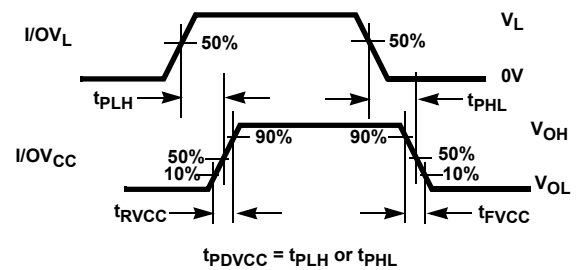 I/OVL
50%
50%
VL
0V
tPLH
tPHL
I/OVCC
90%
90%
VOH
50%
10%
50%
10%
VOL
tRVCC
tFVCC
tPDVCC = tPLH or tPHL